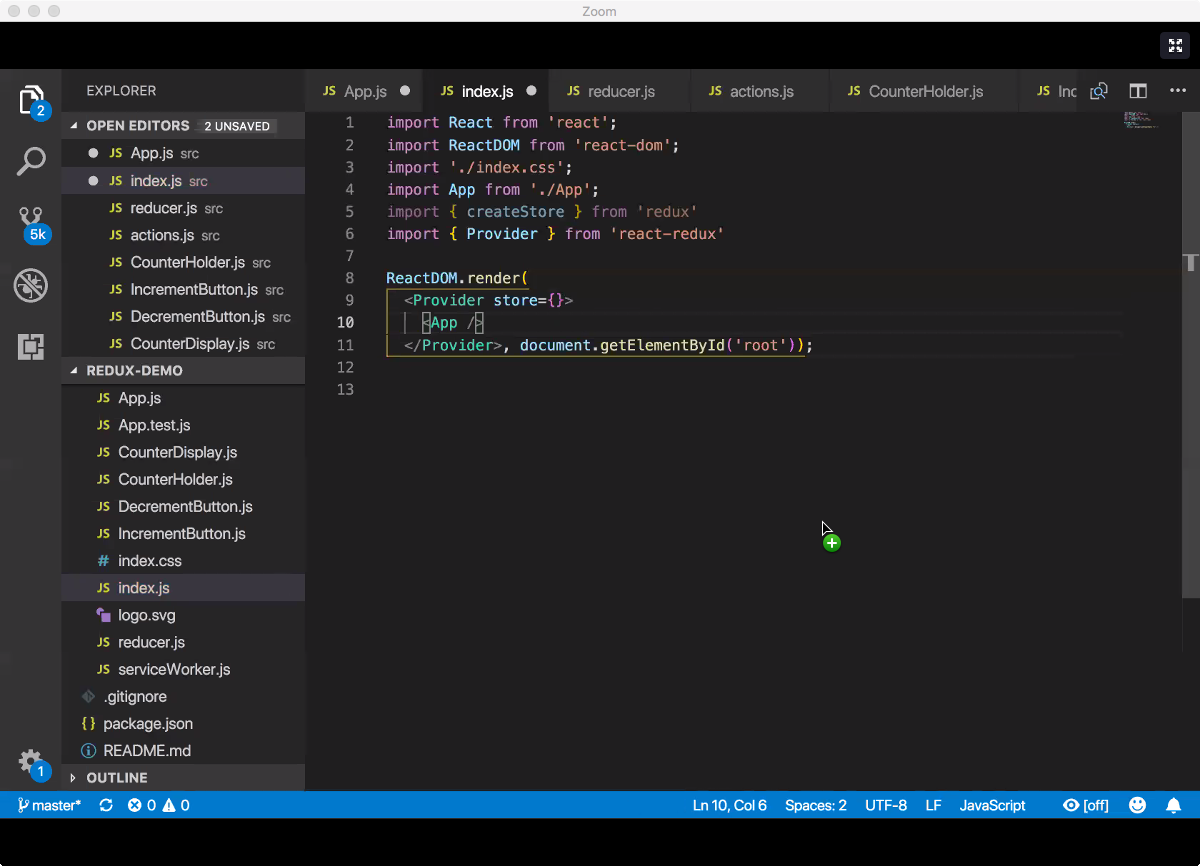 Zoom
EXPLORER
JS App.js
JS index.js
JS reducer.js
JS actions.js
JS CounterHolder.js
JS Inc
2
OPEN EDITORS 2 UNSAVED
JS App.js src
JS index.js src
JS reducer.js src
5k
JS actions.js src
JS CounterHolder.js src
JS IncrementButton.js src
JS DecrementButton.js src
JS CounterDisplay.js src
REDUX-DEMO
JS App.js
JS App.test.js
JS CounterDisplay.js
JS CounterHolder.js
JS DecrementButton.js
JS IncrementButton.js
# index.css
JS index.js
logo.svg
JS reducer.js
JS serviceWorker.js
.gitignore
{ } package.json
README.md
1
OUTLINE
1 import React from 'react';
2 import ReactDOM from 'react-dom';
3 import './index.css';
4 import App from './App';
5 import { createStore } from 'redux'
6 import { Provider } from 'react-redux'
7
8 ReactDOM.render(
9 <Provider store={}>
10 <App />
11 </Provider>, document.getElementById('root'));
12
13
master* 0 0 Ln 10, Col 6 Spaces: 2 UTF-8 LF JavaScript [off]